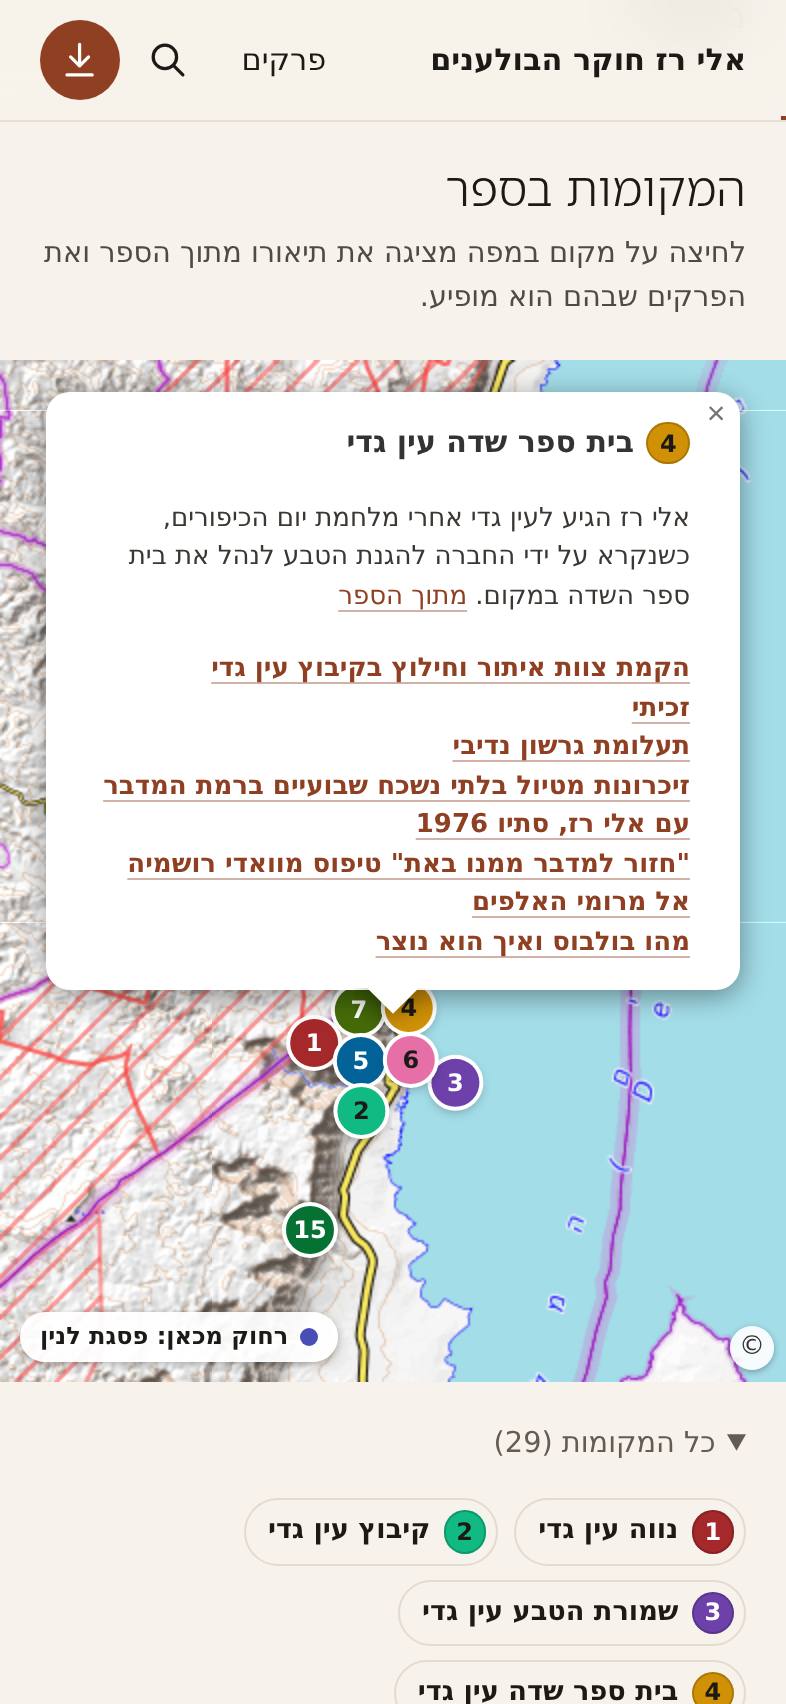 אלי רז חוקר הבולענים
פרקים
המקומות בספר
לחיצה על מקום במפה מציגה את תיאורו מתוך הספר ואת
הפרקים שבהם הוא מופיע.
×
4 בית ספר שדה עין גדי
אלי רז הגיע לעין גדי אחרי מלחמת יום הכיפורים,
כשנקרא על ידי החברה להגנת הטבע לנהל את בית
ספר השדה במקום. מתוך הספר
הקמת צוות איתור וחילוץ בקיבוץ עין גדי
זכיתי
תעלומת גרשון נדיבי
זיכרונות מטיול בלתי נשכח שבועיים ברמת המדבר
עם אלי רז, סתיו 1976
"חזור למדבר ממנו באת" טיפוס מוואדי רושמיה
אל מרומי האלפים
מהו בולבוס ואיך הוא נוצר
7
4
1
5
6
3
2
15
רחוק מכאן: פסגת לנין
©
▼ כל המקומות (29)
1 נווה עין גדי
2 קיבוץ עין גדי
3 שמורת הטבע עין גדי
4 בית ספר שדה עין גדי